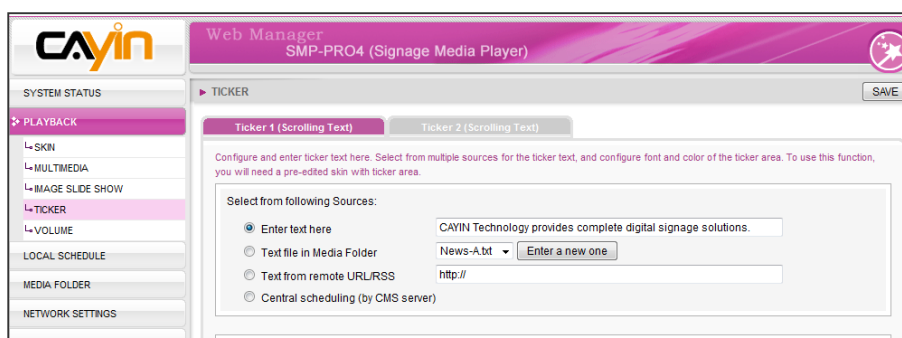 CAYIN
Web Manager
SMP-PRO4 (Signage Media Player)
SYSTEM STATUS
PLAYBACK
SKIN
MULTIMEDIA
IMAGE SLIDE SHOW
TICKER
VOLUME
LOCAL SCHEDULE
MEDIA FOLDER
NETWORK SETTINGS
TICKER
SAVE
Ticker 1 (Scrolling Text)
Ticker 2 (Scrolling Text)
Configure and enter ticker text here. Select from multiple sources for the ticker text, and configure font and color of the ticker area. To use this function,
you will need a pre-edited skin with ticker area.
Select from following Sources:
Enter text here
CAYIN Technology provides complete digital signage solutions.
Text file in Media Folder
News-A.txt
Enter a new one
Text from remote URL/RSS
http://
Central scheduling (by CMS server)